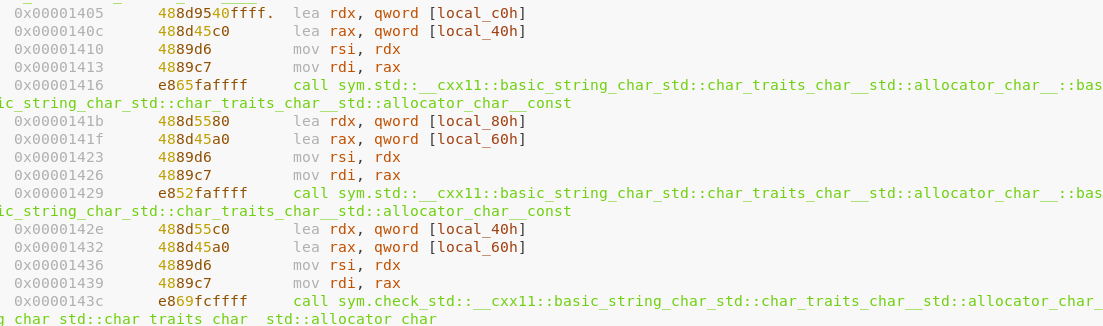 0x00001405 488d9540ffff. lea rdx, qword [local_c0h]
0x0000140c 488d45c0 lea rax, qword [local_40h]
0x00001410 4889d6 mov rsi, rdx
0x00001413 4889c7 mov rdi, rax
0x00001416 e865faffff call sym.std::__cxx11::basic_string_char_std::char_traits_char__std::allocator_char__::bas
ic_string_char_std::char_traits_char__std::allocator_char__const
0x0000141b 488d5580 lea rdx, qword [local_80h]
0x0000141f 488d45a0 lea rax, qword [local_60h]
0x00001423 4889d6 mov rsi, rdx
0x00001426 4889c7 mov rdi, rax
0x00001429 e852faffff call sym.std::__cxx11::basic_string_char_std::char_traits_char__std::allocator_char__::bas
ic_string_char_std::char_traits_char__std::allocator_char__const
0x0000142e 488d55c0 lea rdx, qword [local_40h]
0x00001432 488d45a0 lea rax, qword [local_60h]
0x00001436 4889d6 mov rsi, rdx
0x00001439 4889c7 mov rdi, rax
0x0000143c e869fcffff call sym.check_std::__cxx11::basic_string_char_std::char_traits_char__std::allocator_char_
g_char_std::char_traits_char__std::allocator_char